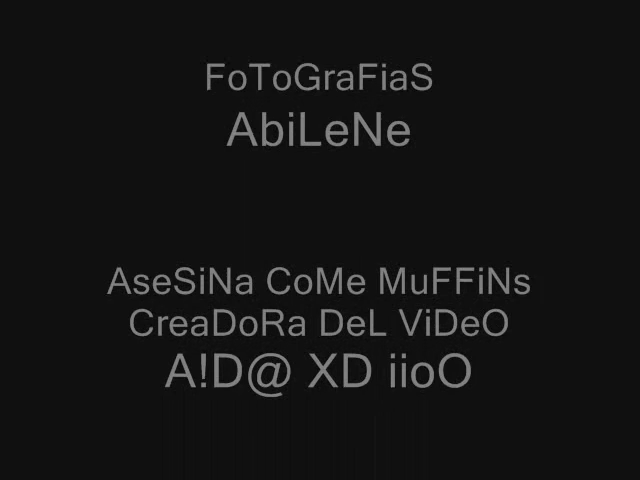 FoToGraFiaS
AbiLeNe
AseSiNa CoMe MuFFiNs
CreaDoRa DeL ViDeO
A!D@ XD iioO